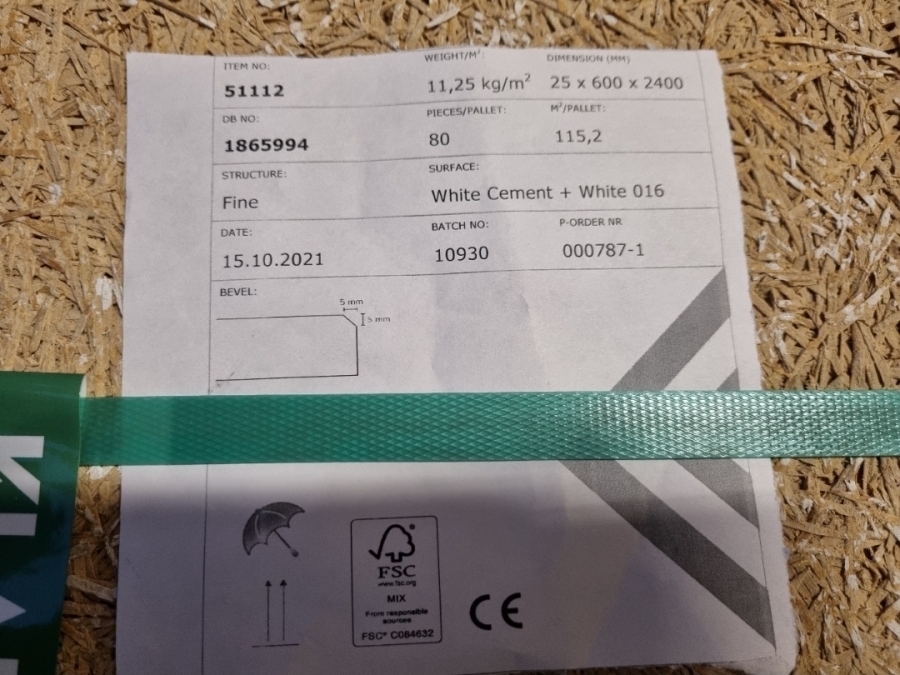 ITEM NO: WEIGHT/M²: DIMENSION (MM)
51112 11,25 kg/m² 25 x 600 x 2400
DB NO: PIECES/PALLET: M²/PALLET:
1865994 80 115,2
STRUCTURE: SURFACE:
Fine White Cement + White 016
DATE: BATCH NO: P-ORDER NR
15.10.2021 10930 000787-1
BEVEL:
5 mm
5 mm
FSC
www.fsc.org
MIX
From responsible
sources
FSC® C084632
CE